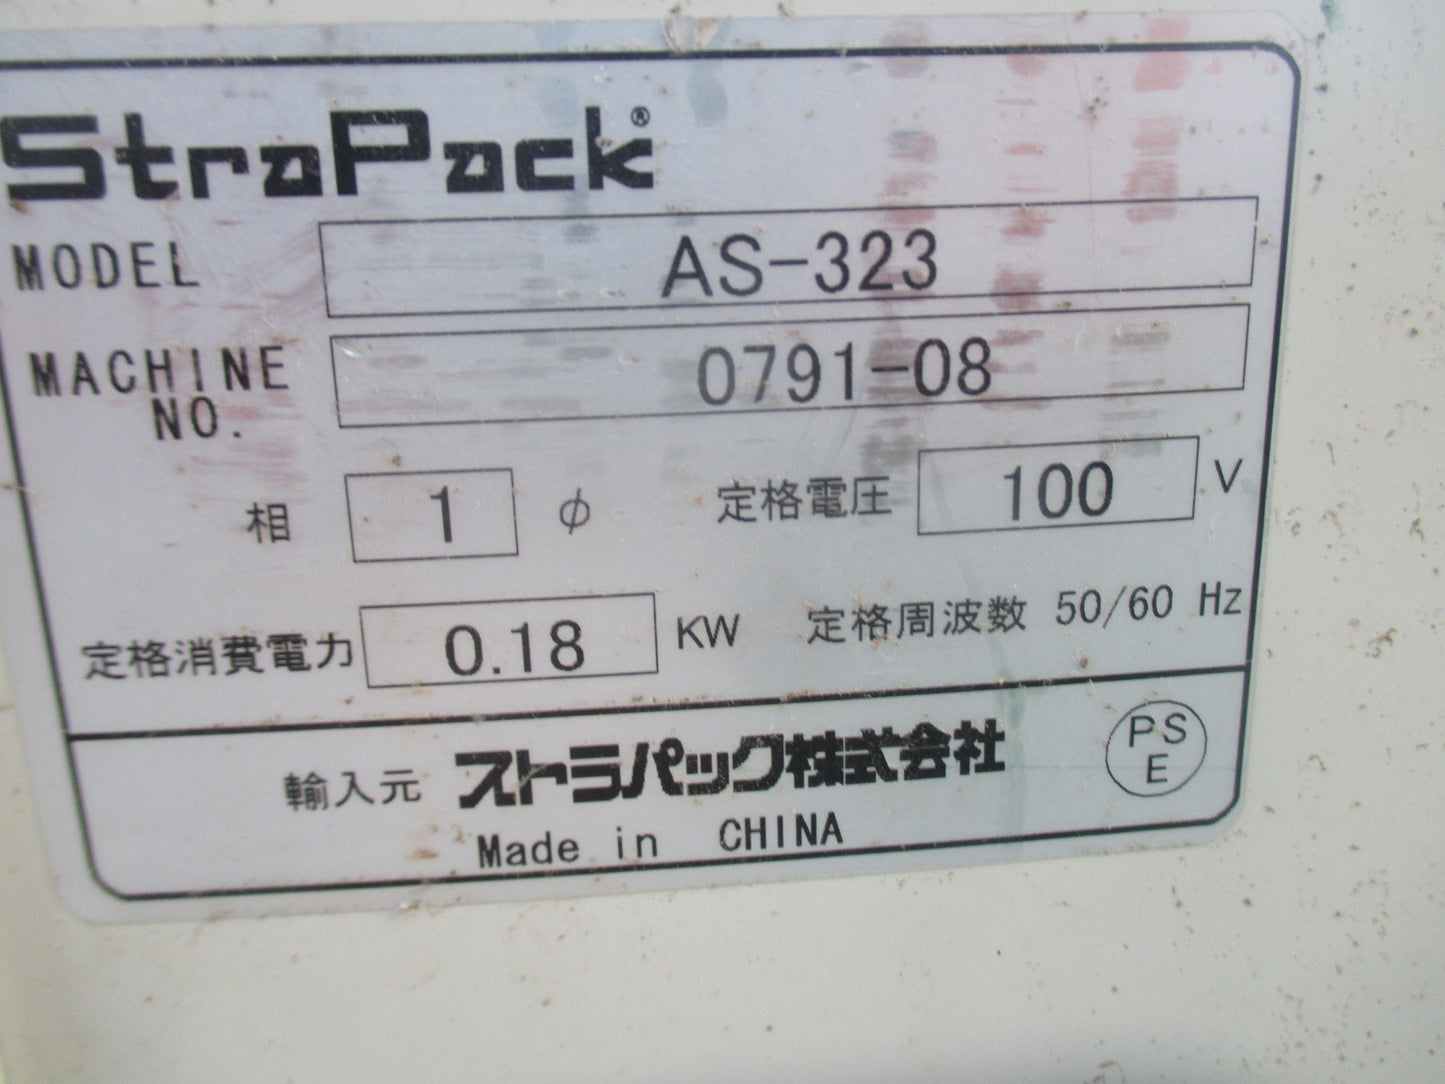 StraPack®
MODEL AS-323
MACHINE NO. 0791-08
相 1 φ 定格電圧 100 V
定格消費電力 0.18 KW 定格周波数 50/60 Hz
輸入元 ストラパック株式会社
PS
E
Made in CHINA